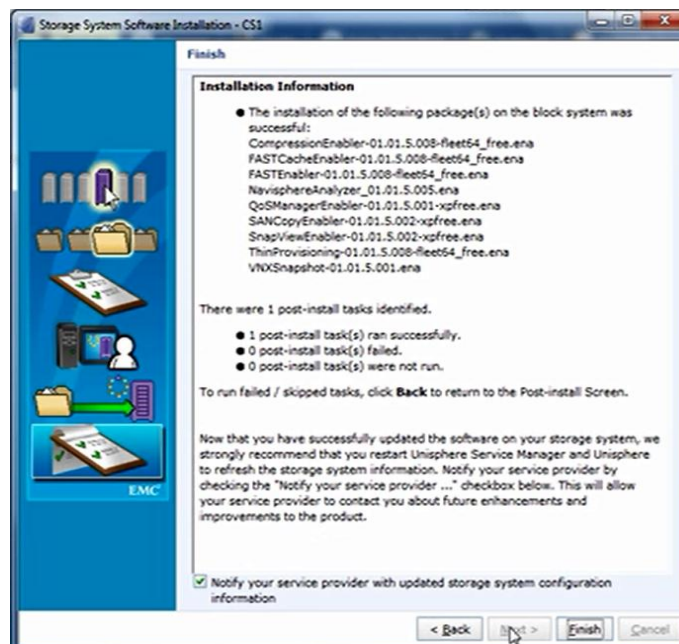 Storage System Software Installation - CS1
Finish
Installation Information
● The installation of the following package(s) on the block system was
successful:
CompressionEnabler-01.01.5.008-fleet64_free.ena
FASTCacheEnabler-01.01.5.008-fleet64_free.ena
FASTEnabler-01.01.5.008-fleet64_free.ena
NavisphereAnalyzer_01.01.5.005.ena
QoSManagerEnabler-01.01.5.001-xpfree.ena
SANCopyEnabler-01.01.5.002-xpfree.ena
SnapViewEnabler-01.01.5.002-xpfree.ena
ThinProvisioning-01.01.5.008-fleet64_free.ena
VNXSnapshot-01.01.5.001.ena
There were 1 post-install tasks identified.
● 1 post-install task(s) ran successfully.
● 0 post-install task(s) failed.
● 0 post-install task(s) were not run.
To run failed / skipped tasks, click Back to return to the Post-install Screen.
Now that you have successfully updated the software on your storage system, we
strongly recommend that you restart Unisphere Service Manager and Unisphere
to refresh the storage system information. Notify your service provider by
checking the "Notify your service provider ..." checkbox below. This will allow
your service provider to contact you about future enhancements and
improvements to the product.
EMC²
Notify your service provider with updated storage system configuration
information
< Back Next > Finish Cancel